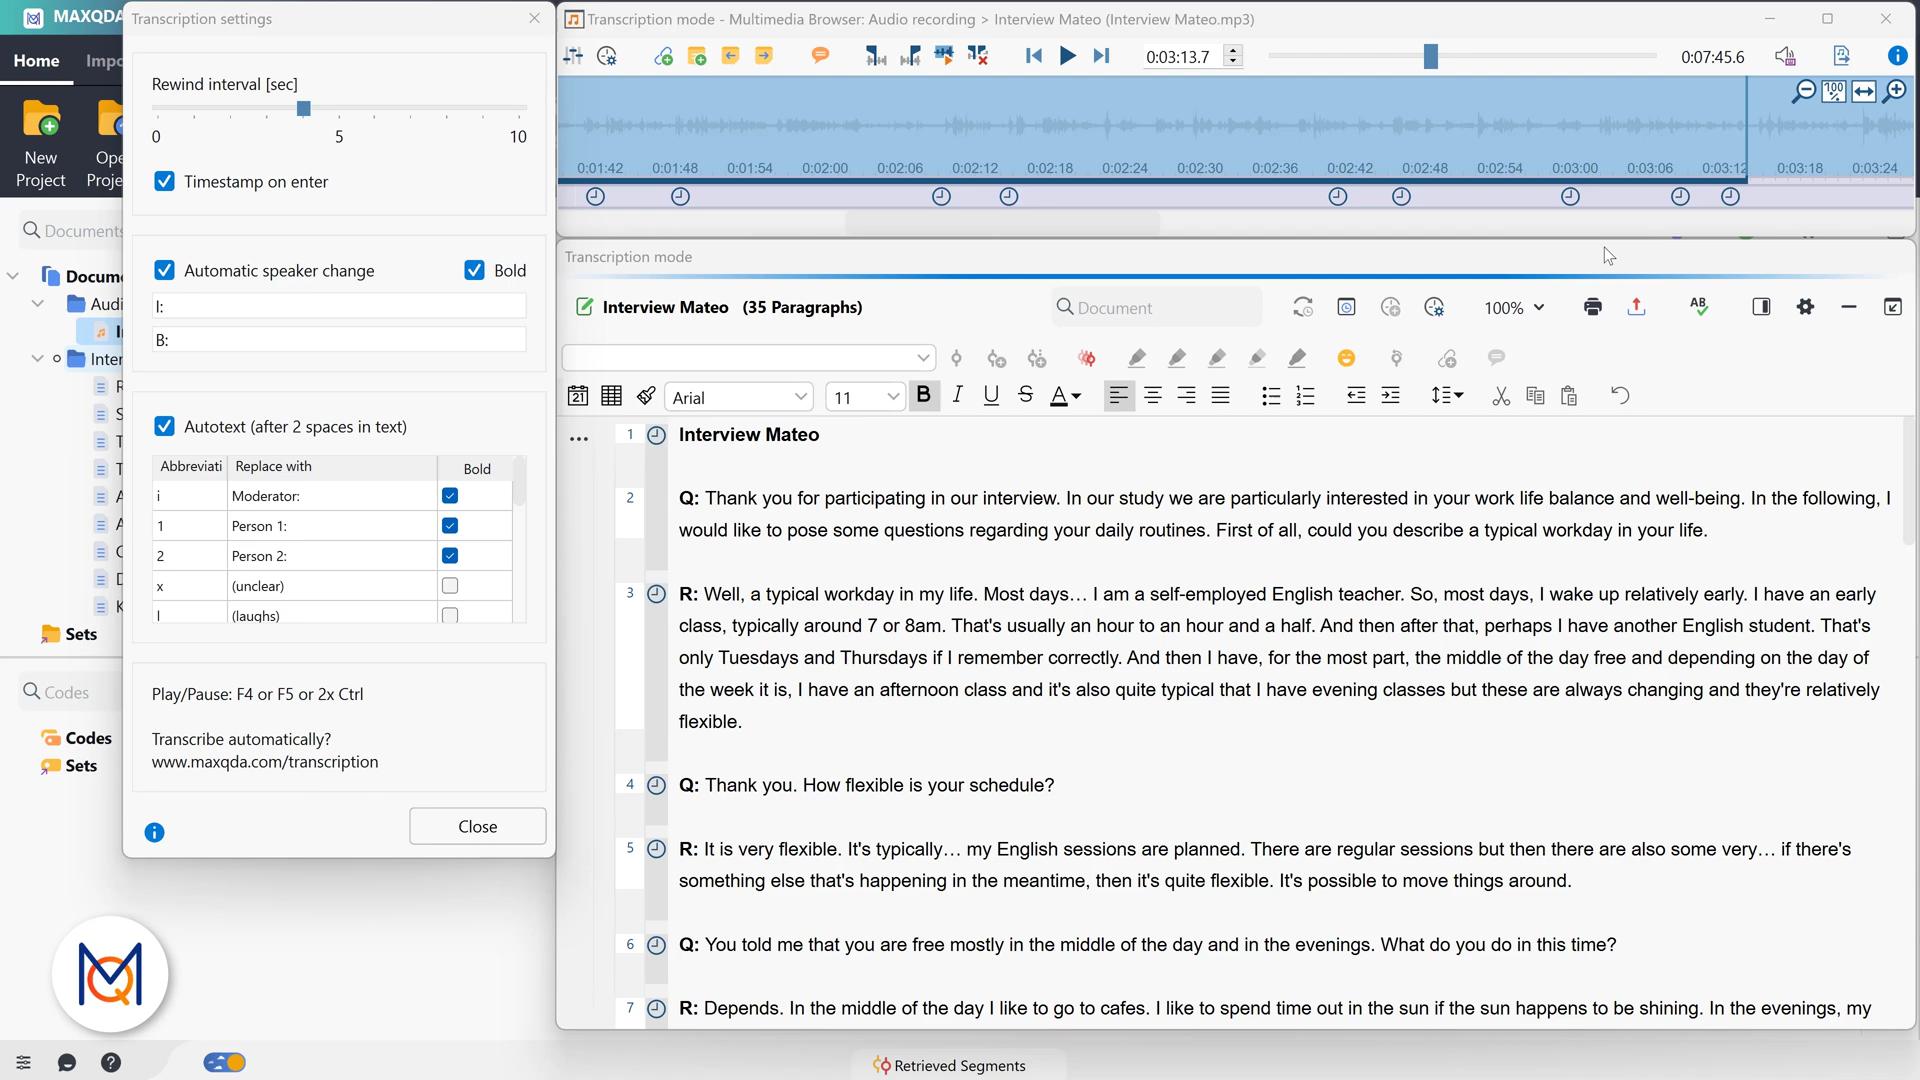 MAXQDA
Transcription settings
Transcription mode - Multimedia Browser: Audio recording > Interview Mateo (Interview Mateo.mp3)
Home
Impo
New
Project
Ope
Proje
0:03:13.7
0:07:45.6
100
%
0:01:42 0:01:48 0:01:54 0:02:00 0:02:06 0:02:12 0:02:18 0:02:24 0:02:30 0:02:36 0:02:42 0:02:48 0:02:54 0:03:00 0:03:06 0:03:12 0:03:18 0:03:24
Rewind interval [sec]
0 5 10
Timestamp on enter
Automatic speaker change
Bold
I:
B:
Autotext (after 2 spaces in text)
Abbreviati Replace with Bold
i Moderator:
1 Person 1:
2 Person 2:
x (unclear)
l (laughs)
Play/Pause: F4 or F5 or 2x Ctrl
Transcribe automatically?
www.maxqda.com/transcription
Close
Documents
Docume
Audi
I
Inter
R
S
T
T
A
A
C
D
K
Sets
Codes
Codes
Sets
Transcription mode
Interview Mateo (35 Paragraphs)
Document
100%
AB
21
Arial
11
B I U S A
1 Interview Mateo
2 Q: Thank you for participating in our interview. In our study we are particularly interested in your work life balance and well-being. In the following, I
would like to pose some questions regarding your daily routines. First of all, could you describe a typical workday in your life.
3 R: Well, a typical workday in my life. Most days… I am a self-employed English teacher. So, most days, I wake up relatively early. I have an early
class, typically around 7 or 8am. That's usually an hour to an hour and a half. And then after that, perhaps I have another English student. That's
only Tuesdays and Thursdays if I remember correctly. And then I have, for the most part, the middle of the day free and depending on the day of
the week it is, I have an afternoon class and it's also quite typical that I have evening classes but these are always changing and they're relatively
flexible.
4 Q: Thank you. How flexible is your schedule?
5 R: It is very flexible. It's typically… my English sessions are planned. There are regular sessions but then there are also some very… if there's
something else that's happening in the meantime, then it's quite flexible. It's possible to move things around.
6 Q: You told me that you are free mostly in the middle of the day and in the evenings. What do you do in this time?
7 R: Depends. In the middle of the day I like to go to cafes. I like to spend time out in the sun if the sun happens to be shining. In the evenings, my
Retrieved Segments